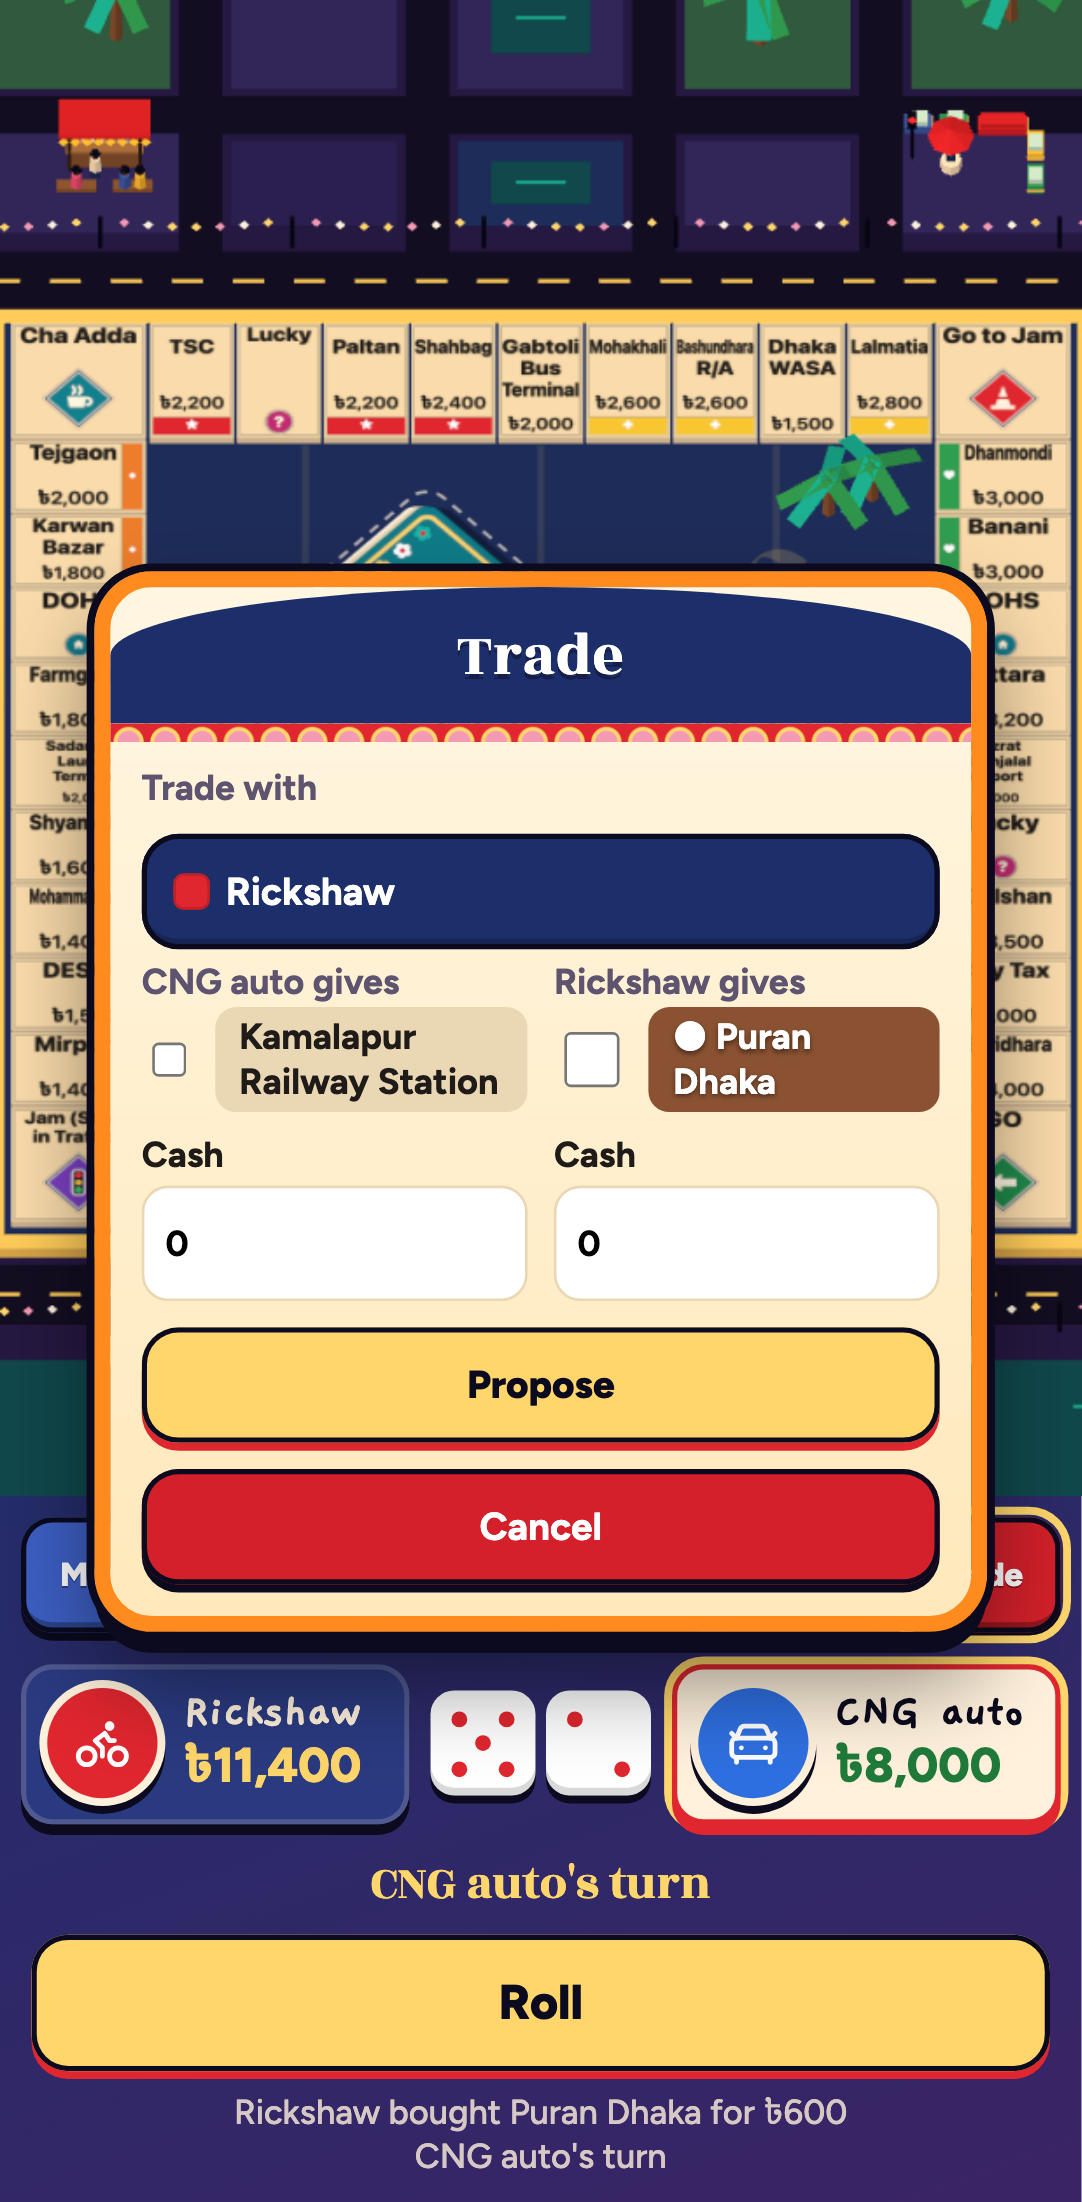 Cha Adda
TSC
৳2,200
Lucky
?
Paltan
৳2,200
Shahbag
৳2,400
Gabtoli
Bus
Terminal
৳2,000
Mohakhali
৳2,600
Bashundhara
R/A
৳2,600
Dhaka
WASA
৳1,500
Lalmatia
৳2,800
Go to Jam
Tejgaon
৳2,000
Dhanmondi
৳3,000
Karwan
Bazar
৳1,800
Banani
৳3,000
Trade
Trade with
Rickshaw
CNG auto gives
Rickshaw gives
Kamalapur
Railway Station
Puran
Dhaka
Cash
Cash
0
0
Propose
Cancel
Rickshaw
৳11,400
CNG auto
৳8,000
CNG auto's turn
Roll
Rickshaw bought Puran Dhaka for ৳600
CNG auto's turn